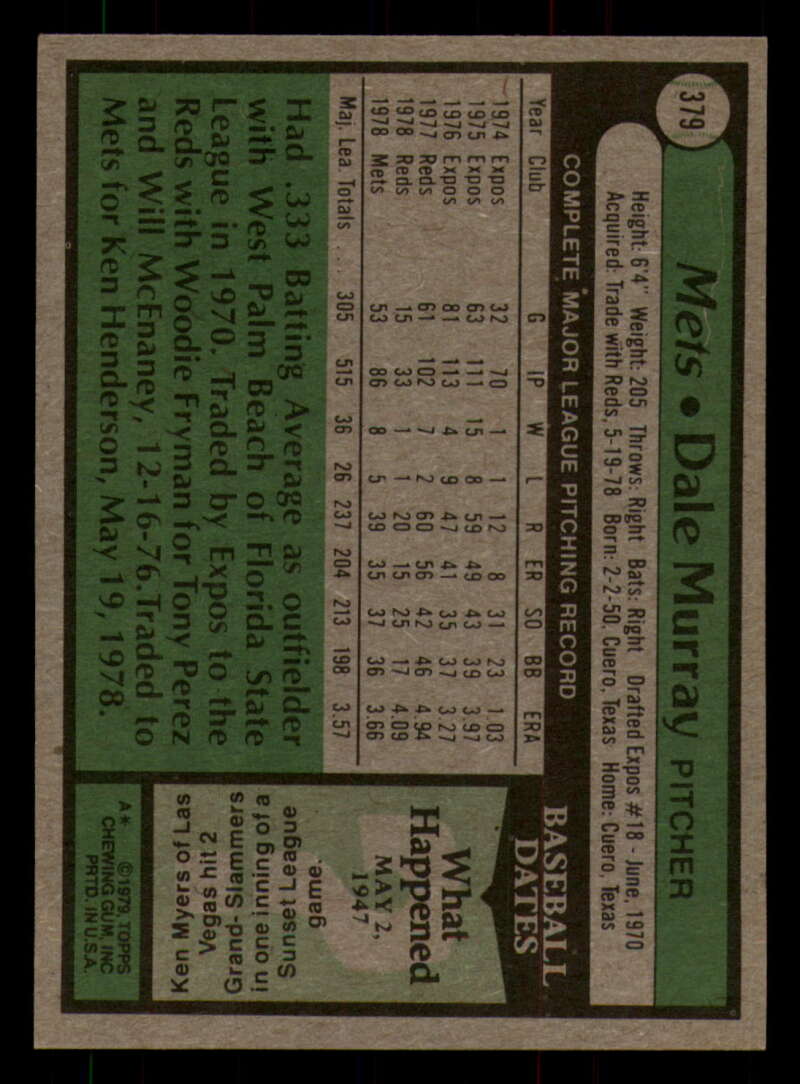 379
Mets • Dale Murray PITCHER
Height: 6'4" Weight: 205 Throws: Right Bats: Right Drafted Expos #18 - June, 1970
Acquired: Trade with Reds, 5-19-78 Born: 2-2-50, Cuero, Texas Home: Cuero, Texas
COMPLETE MAJOR LEAGUE PITCHING RECORD
Year Club G IP W L R ER SO BB ERA
1974 Expos 32 70 1 1 12 8 31 23 1.03
1975 Expos 63 111 15 8 59 49 43 39 3.97
1976 Expos 81 113 4 9 47 41 35 37 3.27
1977 Reds 61 102 7 2 60 56 42 46 4.94
1978 Reds 15 33 1 1 20 15 25 17 4.09
1978 Mets 53 86 8 5 39 35 37 36 3.66
Maj. Lea. Totals ... 305 515 36 26 237 204 213 198 3.57
Had .333 Batting Average as outfielder
with West Palm Beach of Florida State
League in 1970. Traded by Expos to the
Reds with Woodie Fryman for Tony Perez
and Will McEnaney, 12-16-76.Traded to
Mets for Ken Henderson, May 19, 1978.
BASEBALL
DATES
What
Happened
MAY 2,
1947
Ken Myers of Las
Vegas hit 2
Grand-Slammers
in one inning of a
Sunset League
game.
A* ©1979, TOPPS
CHEWING GUM, INC
PRTD. IN U.S.A.